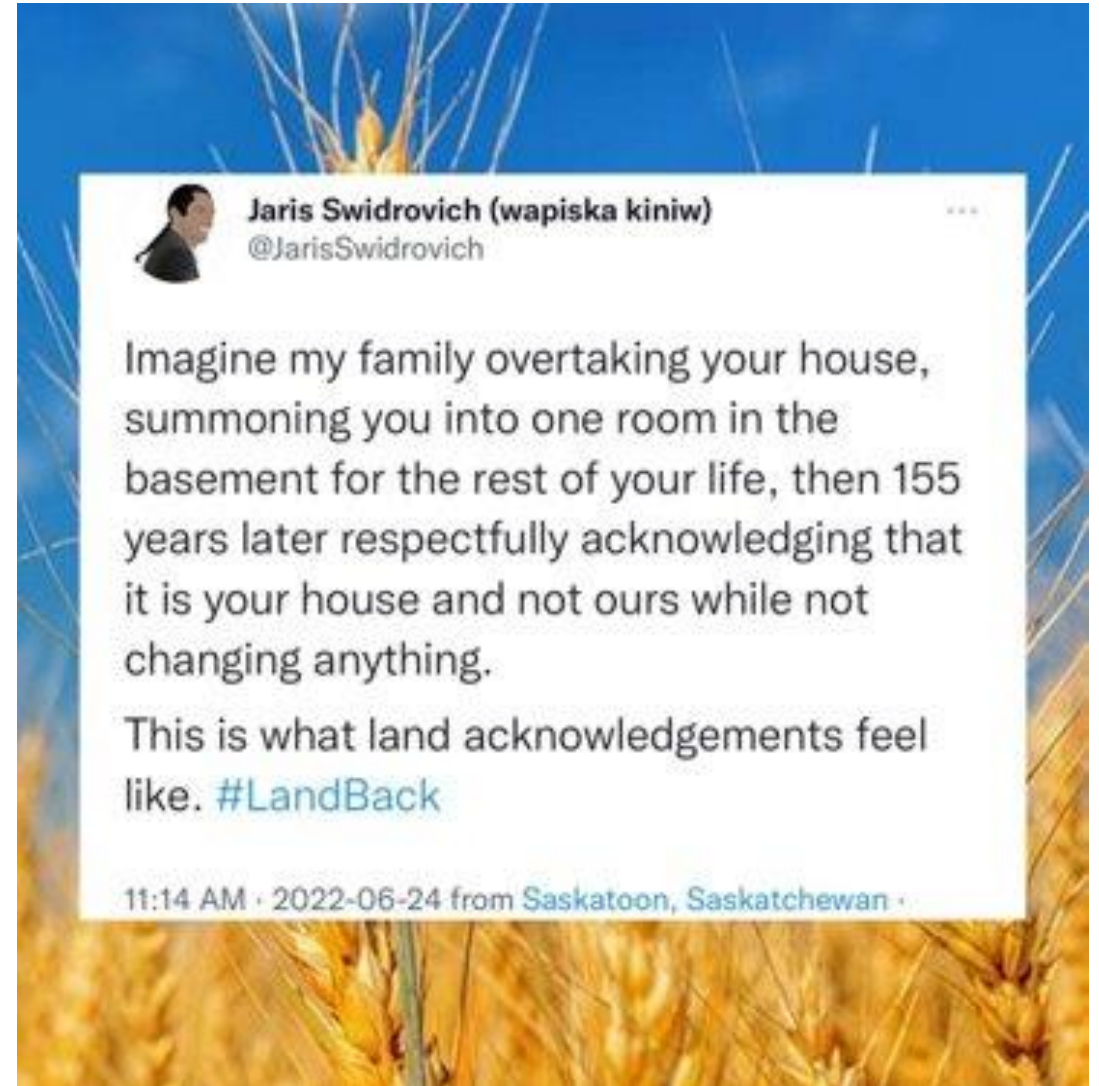 Jaris Swidrovich (wapiska kiniw)
@JarisSwidrovich
Imagine my family overtaking your house,
summoning you into one room in the
basement for the rest of your life, then 155
years later respectfully acknowledging that
it is your house and not ours while not
changing anything.
This is what land acknowledgements feel
like. #LandBack
11:14 AM · 2022-06-24 from Saskatoon, Saskatchewan ·